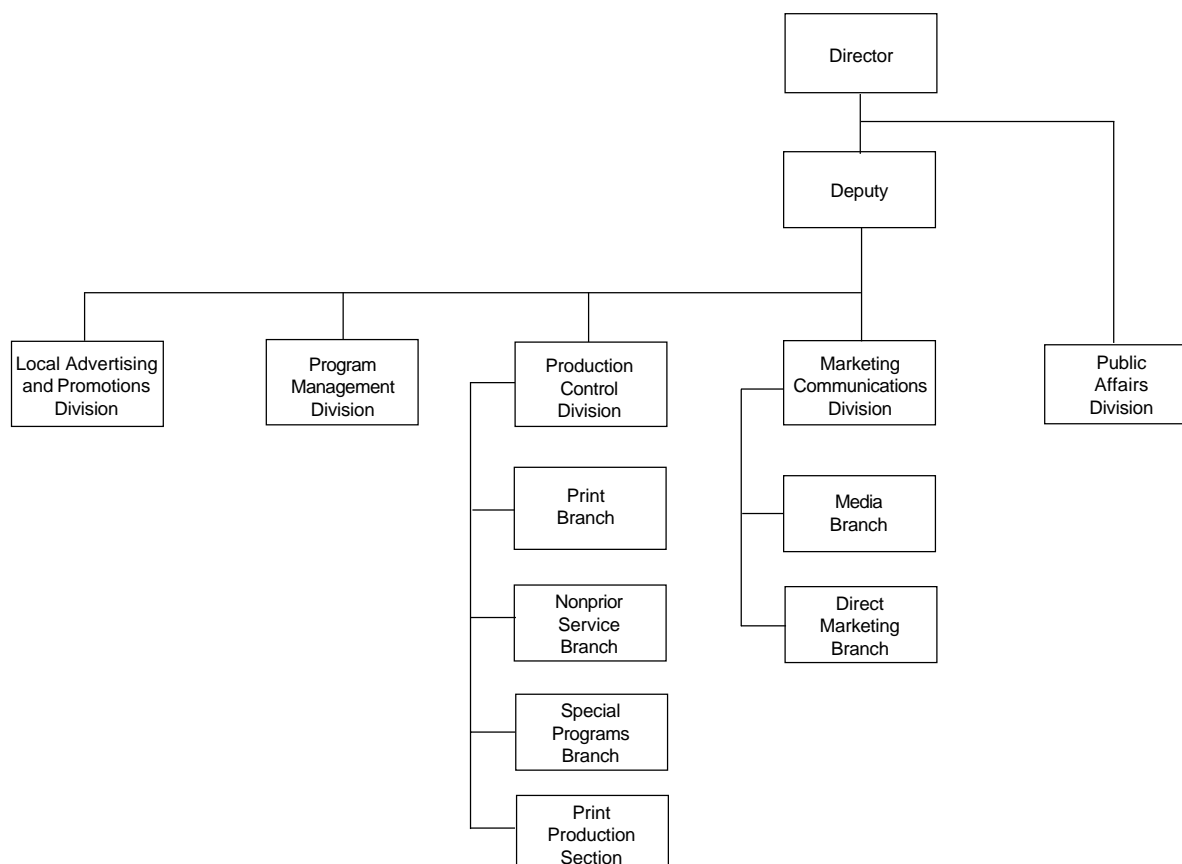 Director
Deputy
Local Advertising
and Promotions
Division
Program
Management
Division
Production
Control
Division
Marketing
Communications
Division
Public
Affairs
Division
Print
Branch
Nonprior
Service
Branch
Special
Programs
Branch
Print
Production
Section
Media
Branch
Direct
Marketing
Branch